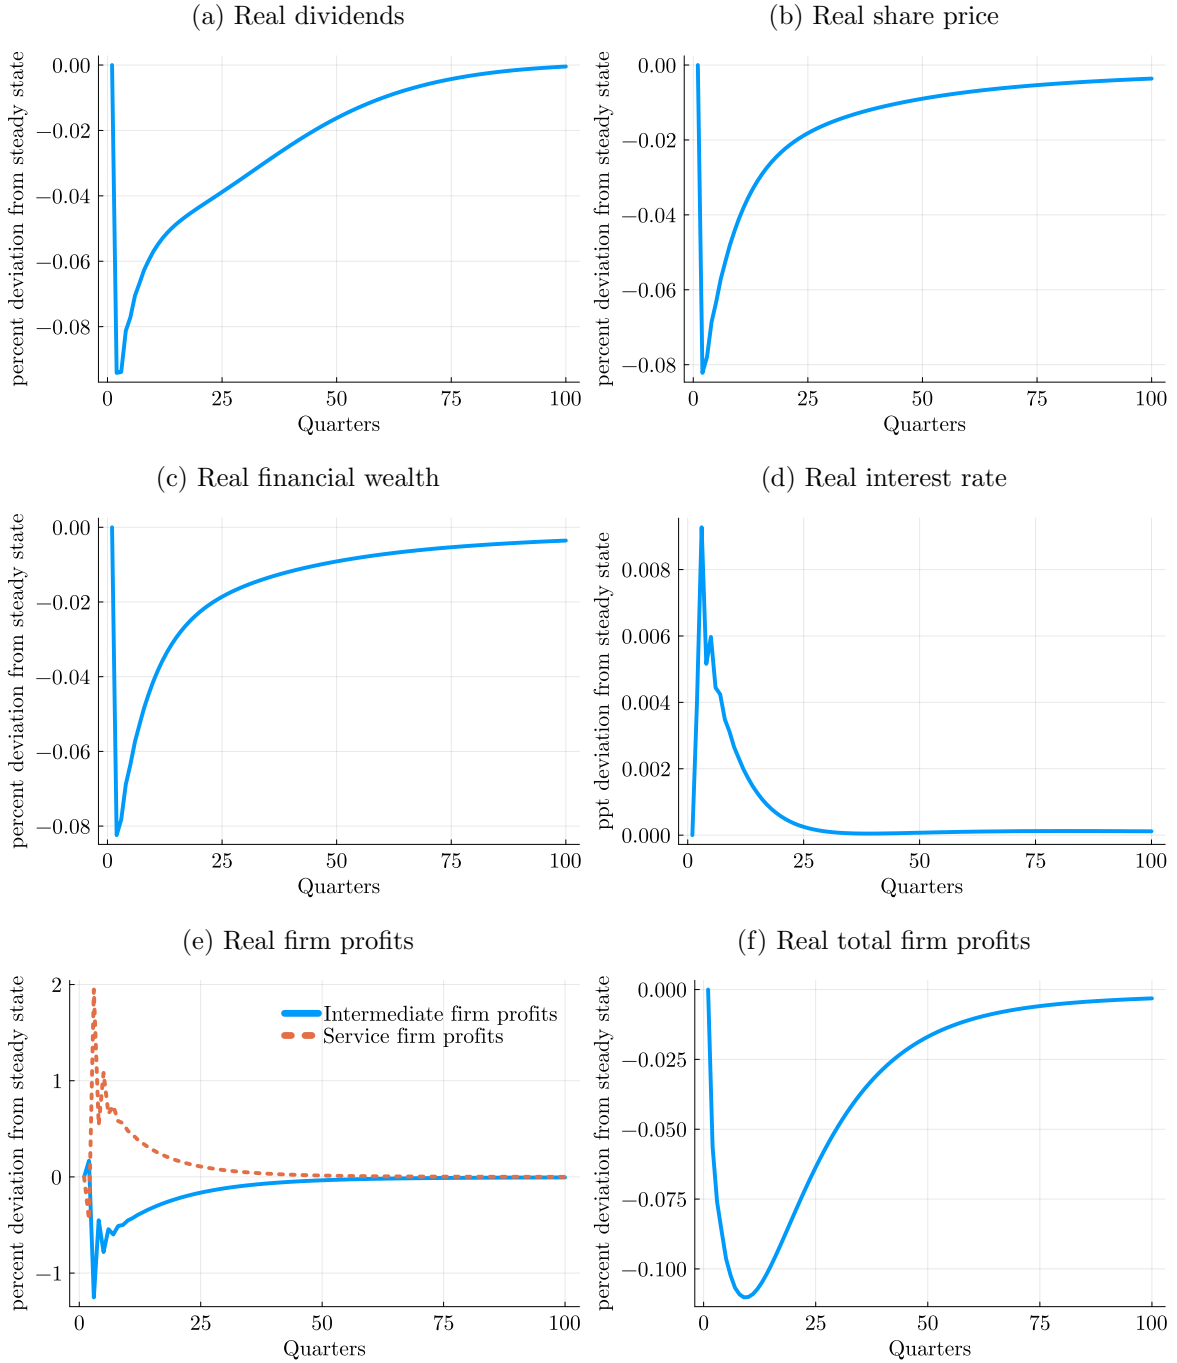 (a) Real dividends
percent deviation from steady state
0.00
−0.02
−0.04
−0.06
−0.08
0 25 50 75 100
Quarters
(b) Real share price
percent deviation from steady state
0.00
−0.02
−0.04
−0.06
−0.08
0 25 50 75 100
Quarters
(c) Real financial wealth
percent deviation from steady state
0.00
−0.02
−0.04
−0.06
−0.08
0 25 50 75 100
Quarters
(d) Real interest rate
ppt deviation from steady state
0.008
0.006
0.004
0.002
0.000
0 25 50 75 100
Quarters
(e) Real firm profits
percent deviation from steady state
2
1
0
−1
Intermediate firm profits
Service firm profits
0 25 50 75 100
Quarters
(f) Real total firm profits
percent deviation from steady state
0.000
−0.025
−0.050
−0.075
−0.100
0 25 50 75 100
Quarters